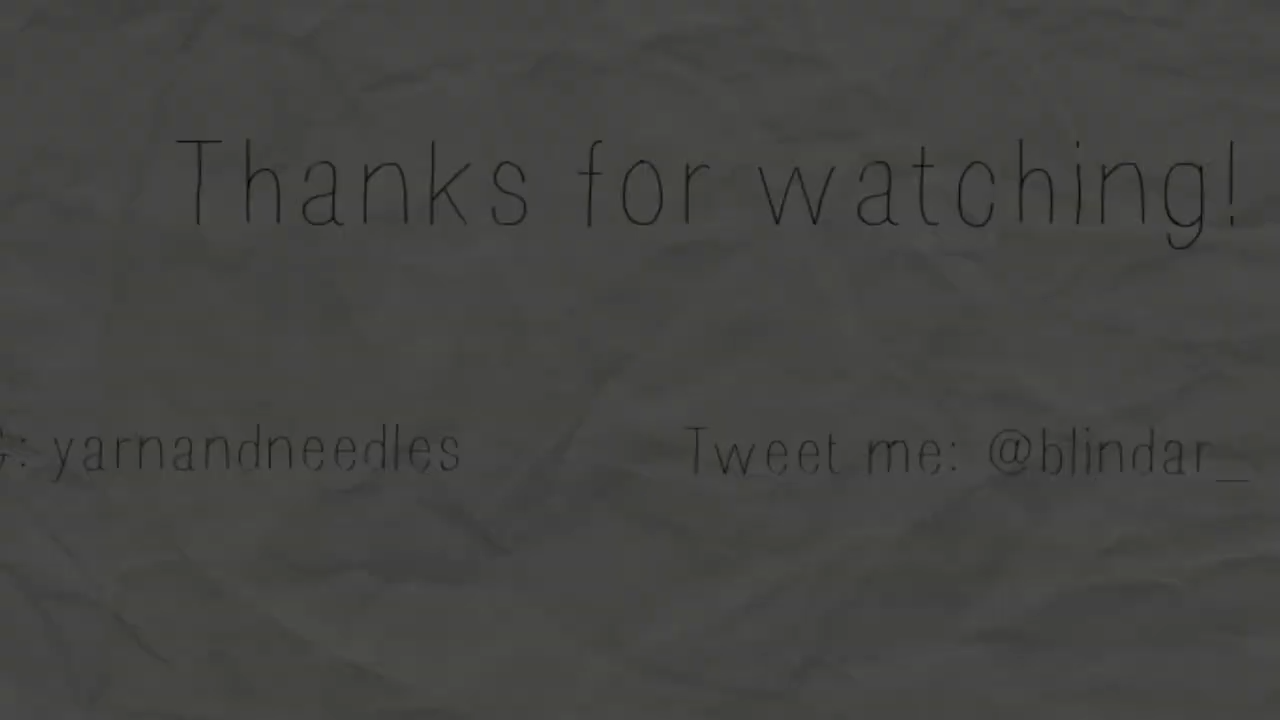 Thanks for watching!
: yarnandneedles
Tweet me: @blindar_